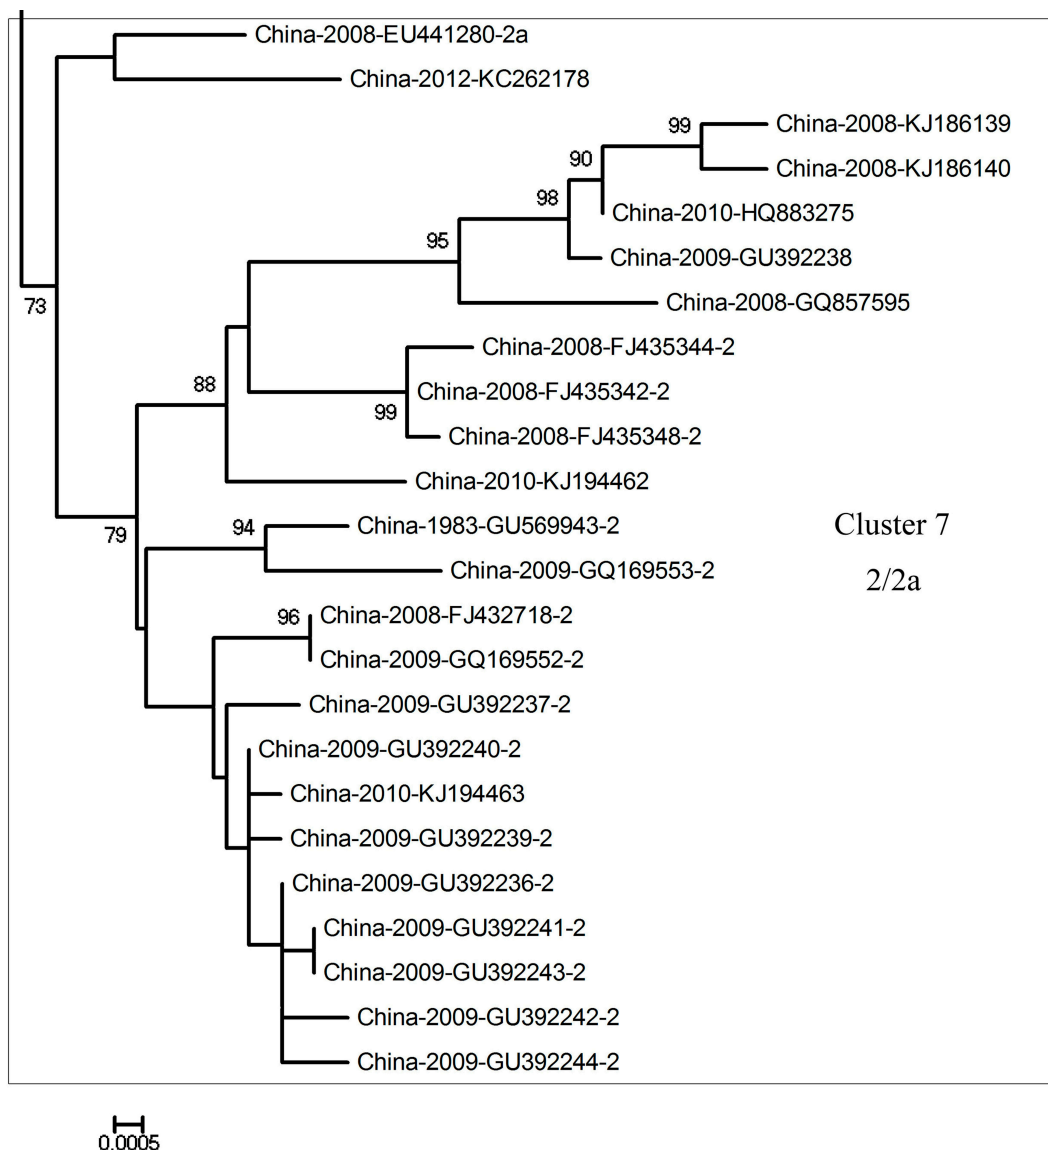 China-2008-EU441280-2a
China-2012-KC262178
99
China-2008-KJ186139
90
China-2008-KJ186140
98
China-2010-HQ883275
95
China-2009-GU392238
China-2008-GQ857595
73
China-2008-FJ435344-2
88
China-2008-FJ435342-2
99
China-2008-FJ435348-2
China-2010-KJ194462
79
94
China-1983-GU569943-2
Cluster 7
China-2009-GQ169553-2
2/2a
96
China-2008-FJ432718-2
China-2009-GQ169552-2
China-2009-GU392237-2
China-2009-GU392240-2
China-2010-KJ194463
China-2009-GU392239-2
China-2009-GU392236-2
China-2009-GU392241-2
China-2009-GU392243-2
China-2009-GU392242-2
China-2009-GU392244-2
0.0005